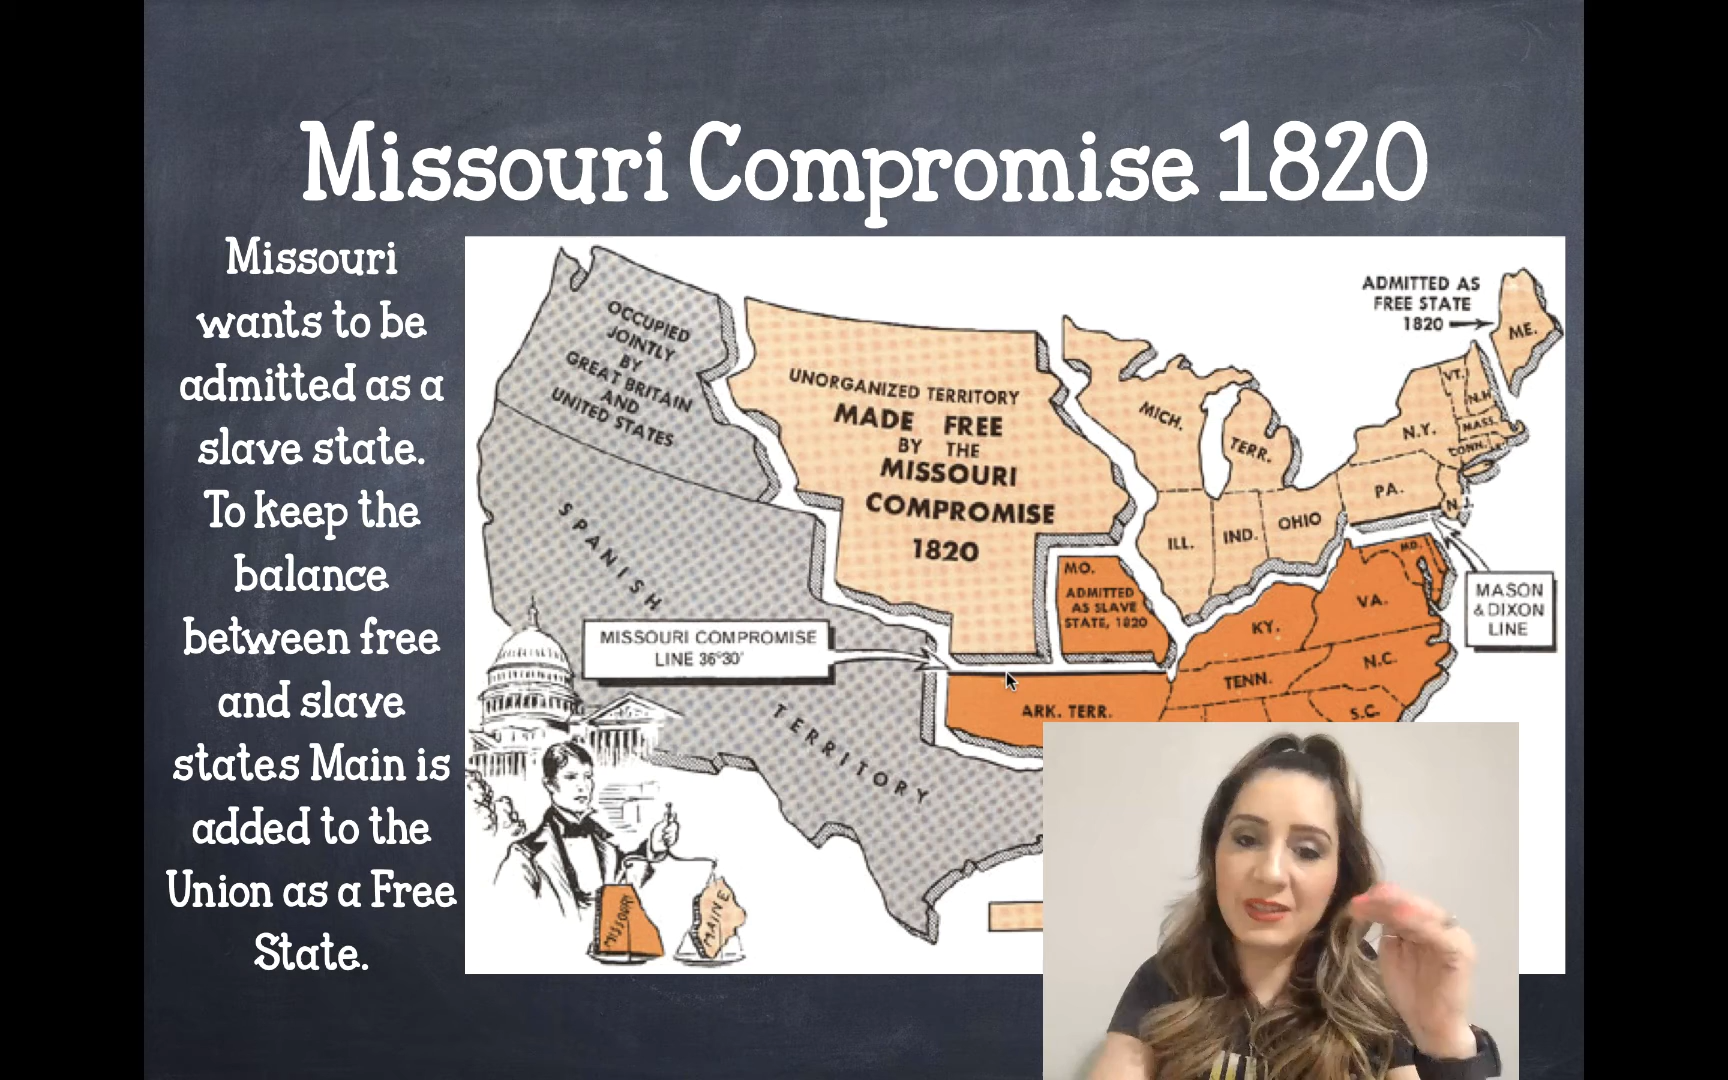 Missouri Compromise 1820
Missouri
wants to be
admitted as a
slave state.
To keep the
balance
between free
and slave
states Main is
added to the
Union as a Free
State.
OCCUPIED
JOINTLY
BY
GREAT BRITAIN
AND
UNITED STATES
UNORGANIZED TERRITORY
MADE FREE
BY THE
MISSOURI
COMPROMISE
1820
ADMITTED AS
FREE STATE
1820
ME.
VT.
N.H
MASS.
CONN.
N.Y.
MICH.
TERR.
PA.
N.
ILL.
IND.
OHIO
MO.
ADMITTED
AS SLAVE
STATE, 1820
MD.
VA.
KY.
MASON
& DIXON
LINE
N.C.
TENN.
S.C.
ARK. TERR.
SPANISH
TERRITORY
MISSOURI COMPROMISE
LINE 36°30'
MISSOURI
MAINE